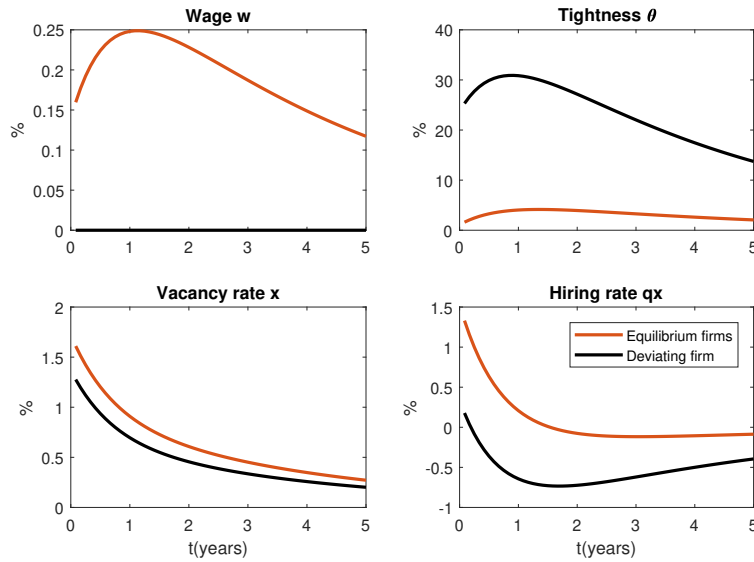 Wage w
%
0.25
0.2
0.15
0.1
0.05
0
0 1 2 3 4 5
Tightness θ
%
40
30
20
10
0
0 1 2 3 4 5
Vacancy rate x
%
2
1.5
1
0.5
0
0 1 2 3 4 5
t(years)
Hiring rate qx
%
1.5
1
0.5
0
-0.5
-1
Equilibrium firms
Deviating firm
0 1 2 3 4 5
t(years)